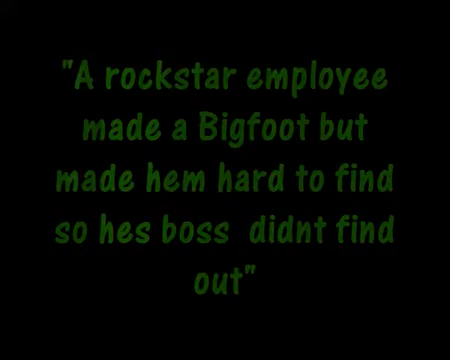 "A rockstar employee
made a Bigfoot but
made hem hard to find
so hes boss didnt find
out"